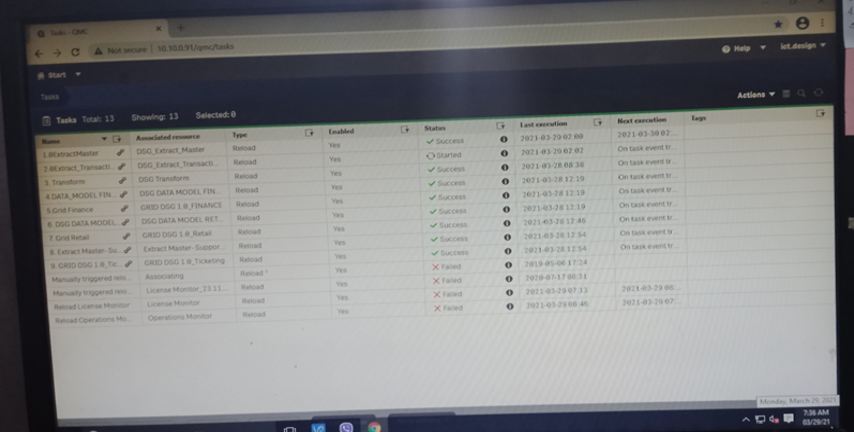 Tasks - QMC
Not secure 10.10.0.91/qmc/tasks
Help ict.design
Start
Tasks
Actions
Tasks Total: 13 Showing: 13 Selected: 0
Name Associated resource Type Enabled Status Last execution Next execution Tags
1.0ExtractMaster DSG_Extract_Master Reload Yes Success 2021-03-29 02:00 2021-03-30 02...
2.0Extract_Transacti... DSG_Extract_Transacti... Reload Yes Started 2021-03-29 02:02 On task event tr...
3. Transform DSG Transform Reload Yes Success 2021-03-28 08:38 On task event tr...
4.DATA_MODEL FIN... DSG DATA MODEL FIN... Reload Yes Success 2021-03-28 12:19 On task event tr...
5.Grid Finance GRID DSG 1.0_FINANCE Reload Yes Success 2021-03-28 12:19 On task event tr...
6. DSG DATA MODEL... DSG DATA MODEL RET... Reload Yes Success 2021-03-28 12:19 On task event tr...
7. Grid Retail GRID DSG 1.0_Retail Reload Yes Success 2021-03-28 12:46 On task event tr...
8. Extract Master- Su... Extract Master- Suppor... Reload Yes Success 2021-03-28 12:54 On task event tr...
9. GRID DSG 1.0_Tic... GRID DSG 1.0_Ticketing Reload Yes Success 2021-03-28 12:54 On task event tr...
Manually triggered relo... Associating Reload * Yes Failed 2019-05-06 17:24
Manually triggered relo... License Monitor_23 11... Reload Yes Failed 2020-07-17
Reload License Monitor License Monitor Reload Yes Failed 2021-03-29 07:13 2021-03-29
Reload Operations Mo... Operations Monitor Reload Yes Failed 2021-03-29 2021-03-29 07:...
Monday, March 29, 2021
7:36 AM
03/29/21